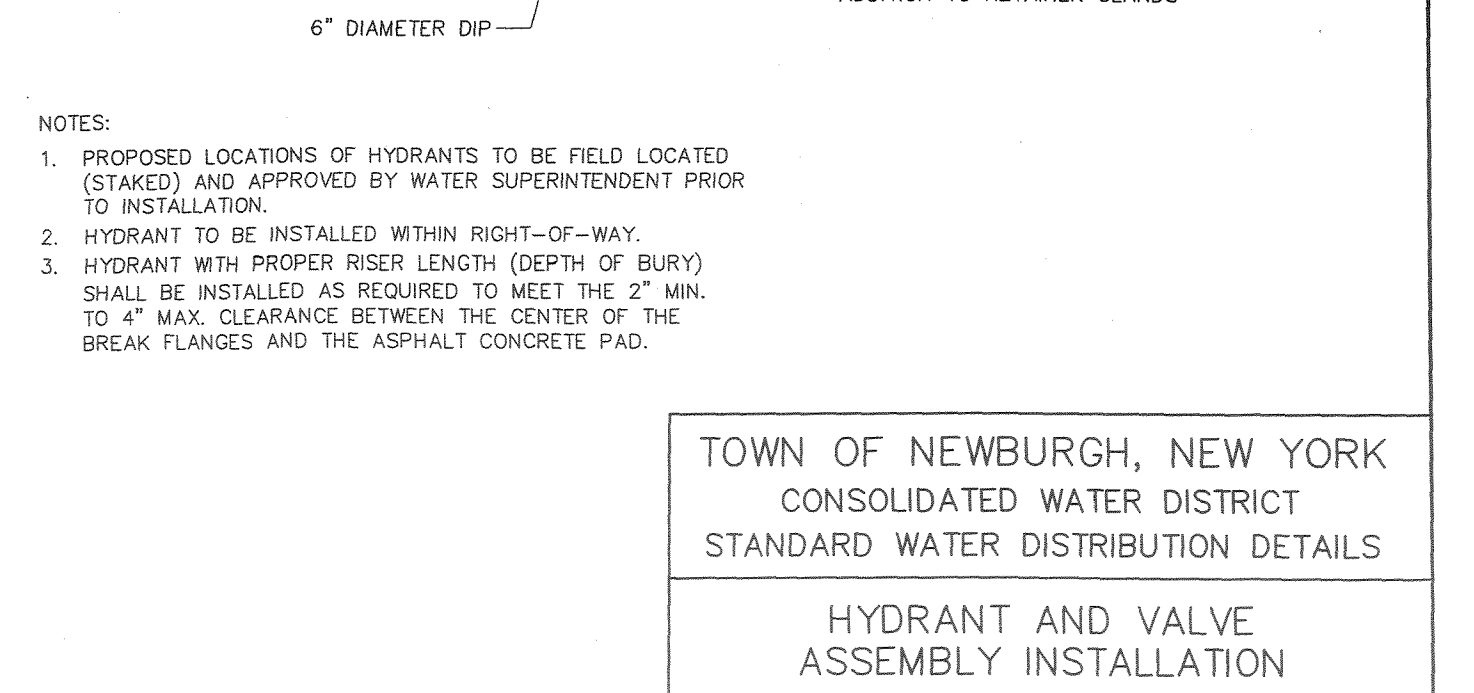 6" DIAMETER DIP
NOTES:
1. PROPOSED LOCATIONS OF HYDRANTS TO BE FIELD LOCATED
(STAKED) AND APPROVED BY WATER SUPERINTENDENT PRIOR
TO INSTALLATION.
2. HYDRANT TO BE INSTALLED WITHIN RIGHT-OF-WAY.
3. HYDRANT WITH PROPER RISER LENGTH (DEPTH OF BURY)
SHALL BE INSTALLED AS REQUIRED TO MEET THE 2" MIN.
TO 4" MAX. CLEARANCE BETWEEN THE CENTER OF THE
BREAK FLANGES AND THE ASPHALT CONCRETE PAD.
TOWN OF NEWBURGH, NEW YORK
CONSOLIDATED WATER DISTRICT
STANDARD WATER DISTRIBUTION DETAILS
HYDRANT AND VALVE
ASSEMBLY INSTALLATION